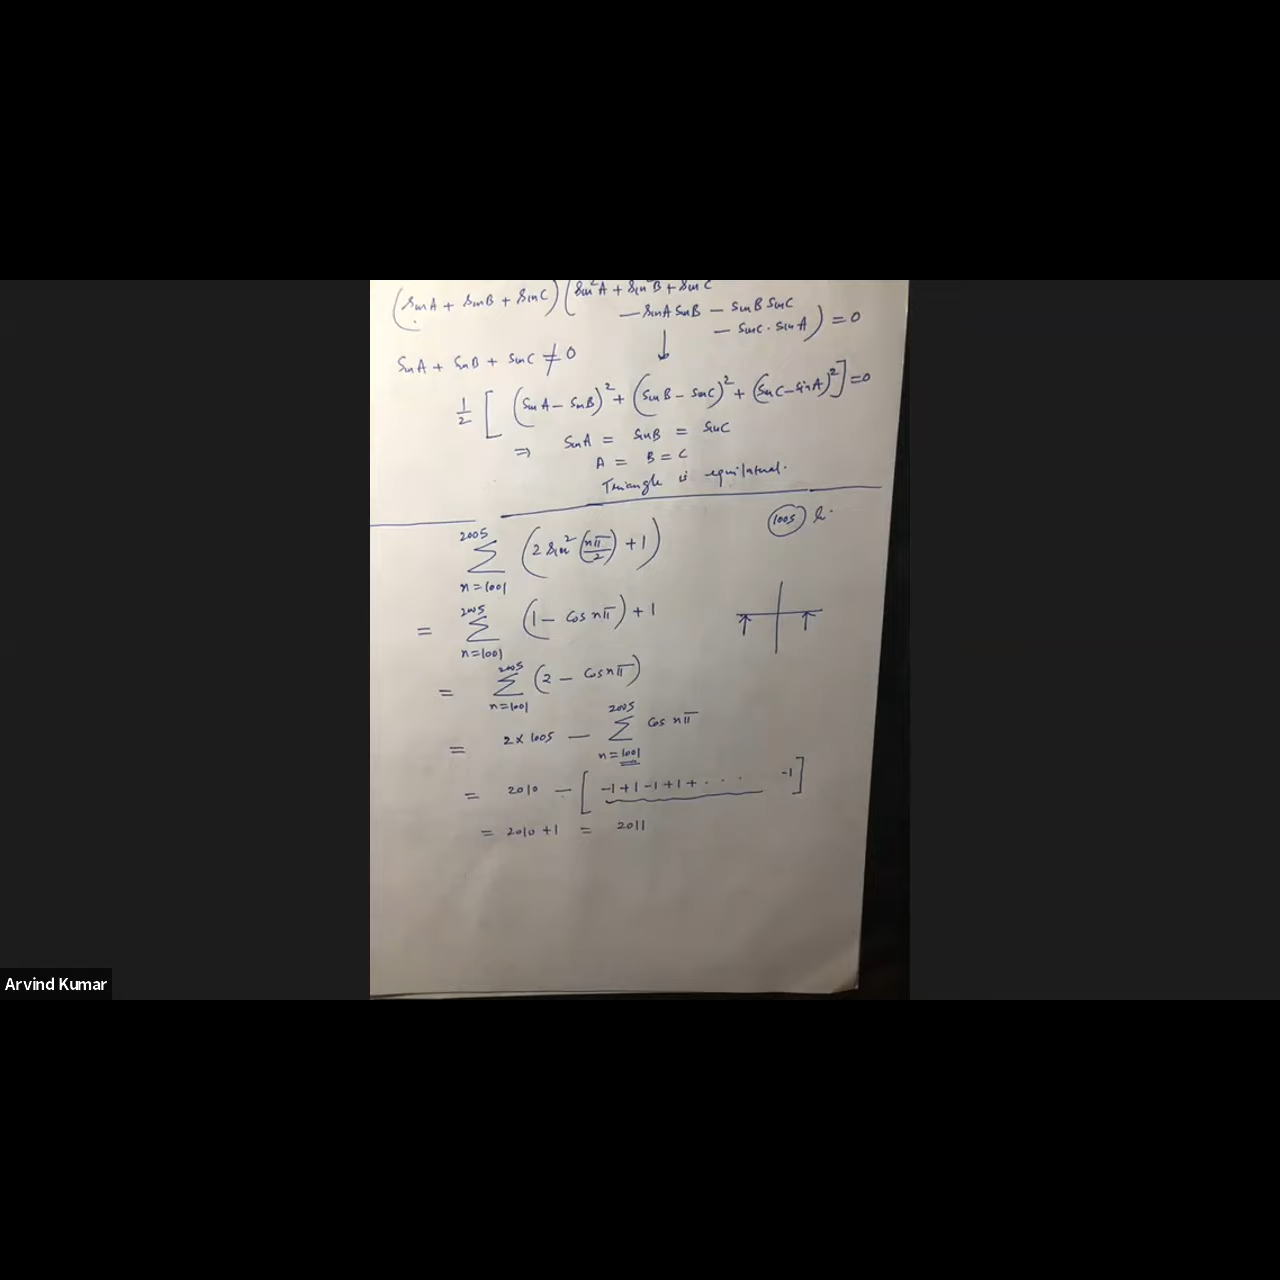 (sinA + sinB + sinC) (sin²A + sin²B + sin²C
— sinA sinB — sinB sinC
— sinC · sinA) = 0
sinA + sinB + sinC ≠ 0
↓
1/2 [ (sinA – sinB)² + (sinB – sinC)² + (sinC – sinA)² ] = 0
⇒ sinA = sinB = sinC
A = B = C
Triangle is equilateral.
1005
∑_{n=1001}^{2005} (2 sin² (nπ/2) + 1)
= ∑_{n=1001}^{2005} (1 – cos nπ) + 1
= ∑_{n=1001}^{2005} (2 – cos nπ)
= 2 × 1005 — ∑_{n=1001}^{2005} cos nπ
= 2010 — [ –1 + 1 – 1 + 1 + . . . . –1 ]
= 2010 + 1 = 2011
Arvind Kumar